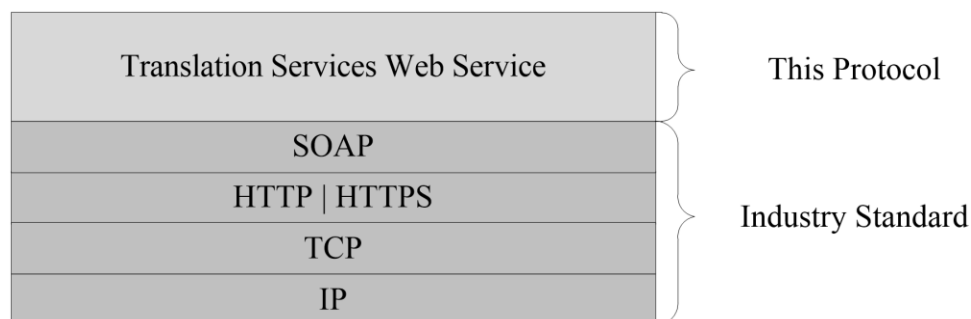 Translation Services Web Service
This Protocol
SOAP
HTTP | HTTPS
TCP
IP
Industry Standard